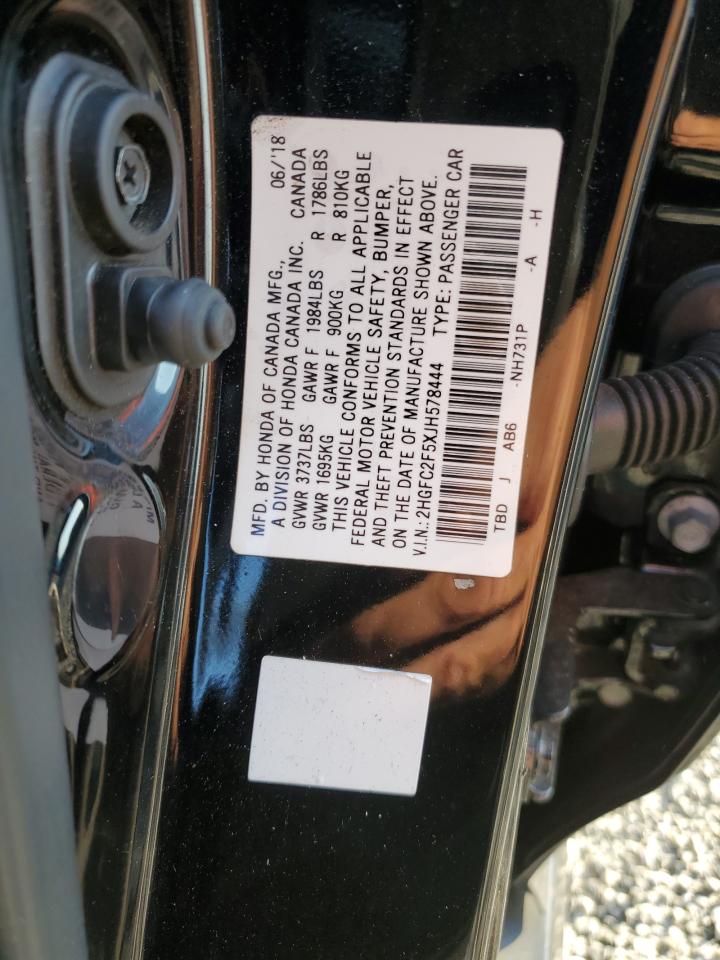 MFD. BY HONDA OF CANADA MFG., 06/'18
A DIVISION OF HONDA CANADA INC. CANADA
GVWR 3737LBS GAWR F 1984LBS R 1786LBS
GVWR 1695KG GAWR F 900KG R 810KG
THIS VEHICLE CONFORMS TO ALL APPLICABLE
FEDERAL MOTOR VEHICLE SAFETY, BUMPER,
AND THEFT PREVENTION STANDARDS IN EFFECT
ON THE DATE OF MANUFACTURE SHOWN ABOVE.
V.I.N.: 2HGFC2F5XJH578444 TYPE: PASSENGER CAR
TBD J AB6 -NH731P -A -H